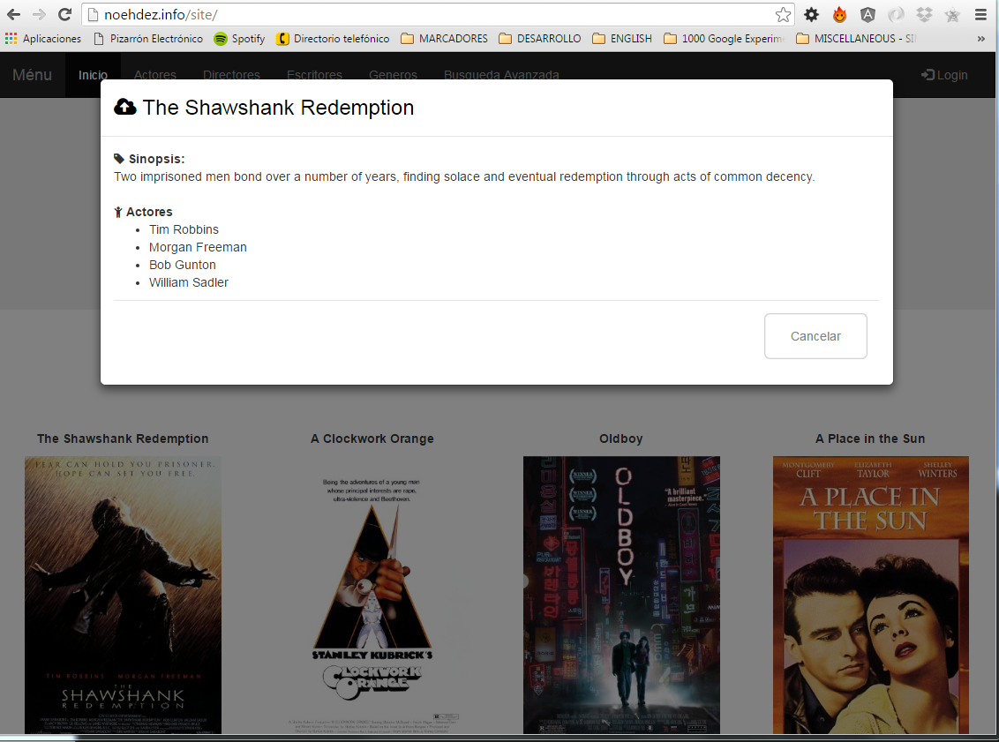 noehdez.info/site/
Aplicaciones Pizarrón Electrónico Spotify Directorio telefónico MARCADORES DESARROLLO ENGLISH 1000 Google Experim MISCELLANEOUS - SI »
Ménu Inicio Actores Directores Escritores Generos Busqueda Avanzada Login
The Shawshank Redemption
Sinopsis:
Two imprisoned men bond over a number of years, finding solace and eventual redemption through acts of common decency.
Actores
• Tim Robbins
• Morgan Freeman
• Bob Gunton
• William Sadler
Cancelar
The Shawshank Redemption
FEAR CAN HOLD YOU PRISONER.
HOPE CAN SET YOU FREE.
TIM ROBBINS MORGAN FREEMAN
THE
SHAWSHANK
REDEMPTION
A Clockwork Orange
Being the adventures of a young man
whose principal interests are rape,
ultra-violence and Beethoven.
STANLEY KUBRICK'S
CLOCKWORK
ORANGE
Oldboy
WINNER
WINNER
WINNER
OLDBOY
"A brilliant
masterpiece."
A Place in the Sun
MONTGOMERY CLIFT
ELIZABETH TAYLOR
SHELLEY WINTERS
A PLACE IN
THE SUN